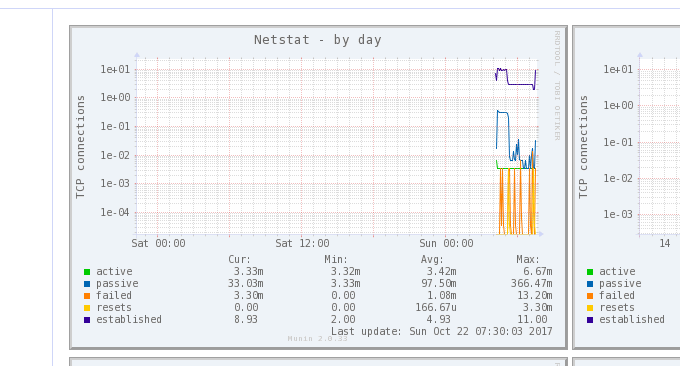 Netstat - by day
RRDTOOL / TOBI OETIKER
TCP connections
1e+01
1e+00
1e-01
1e-02
1e-03
1e-04
Sat 00:00 Sat 12:00 Sun 00:00
Cur: Min: Avg: Max:
active 3.33m 3.32m 3.42m 6.67m
passive 33.03m 3.33m 97.50m 366.47m
failed 3.30m 0.00 1.08m 13.20m
resets 0.00 0.00 166.67u 3.30m
established 8.93 2.00 4.93 11.00
Last update: Sun Oct 22 07:30:03 2017
Munin 2.0.33
TCP connections
1e+01
1e+00
1e-01
1e-02
1e-03
14
active
passive
failed
resets
established